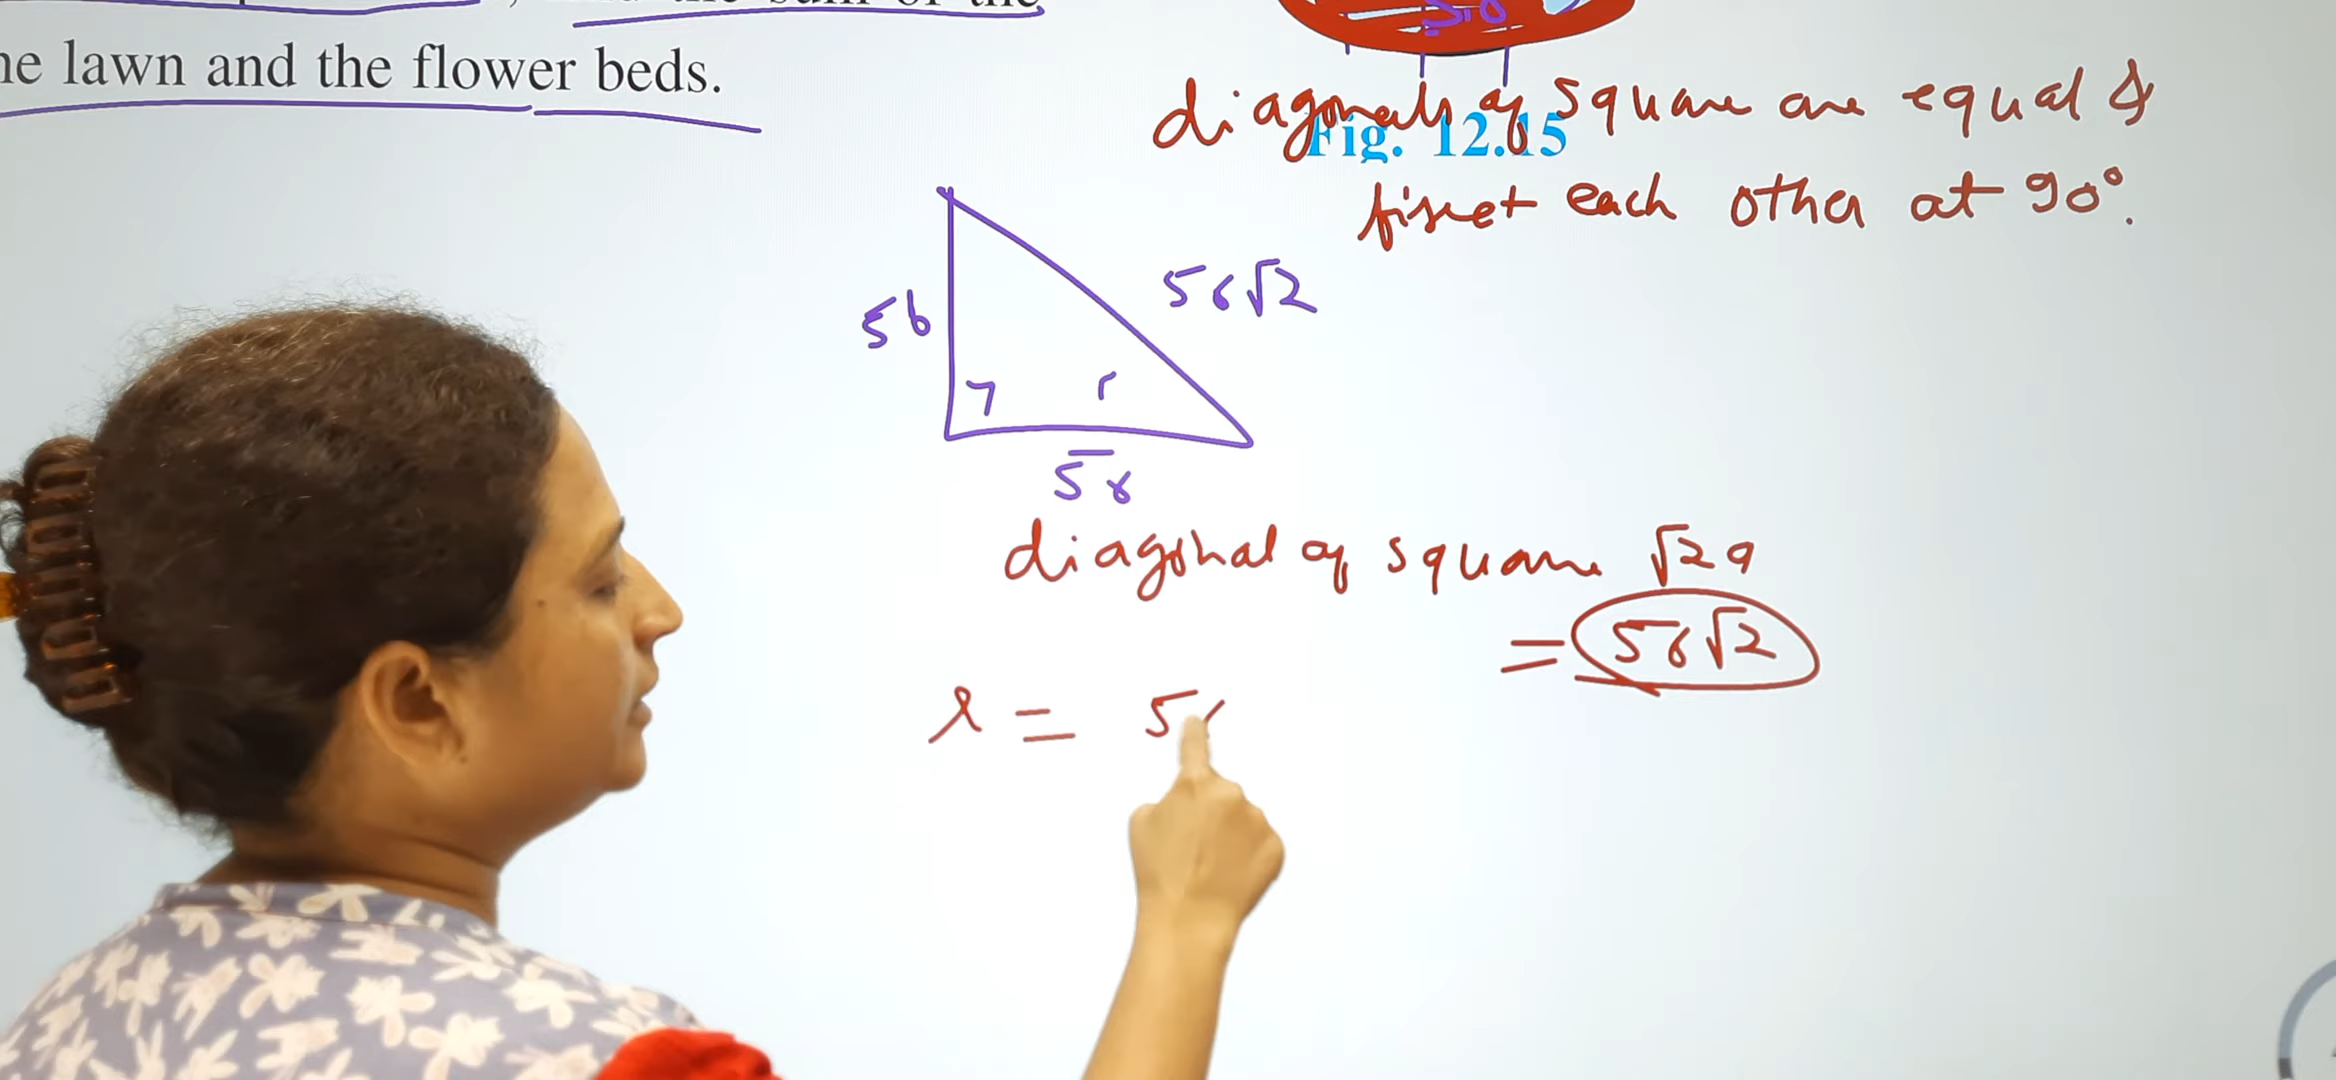 the lawn and the flower beds.
diagonals of square are equal &
Fig. 12.15
bisect each other at 90°.
56
56√2
r
56
diagonal of square √2a
= 56√2
r = 56